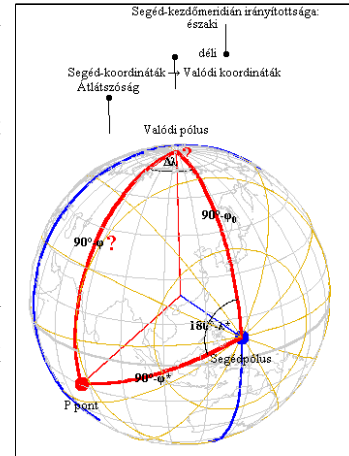 Segéd-kezdőmeridián irányítottsága:
északi
déli
Segéd-koordináták → Valódi koordináták
Átlátszóság
Valódi pólus
?
Δλ
90°-φ ?
90°-φ₀
180°-λ*
Segédpólus
90°-φ*
P pont